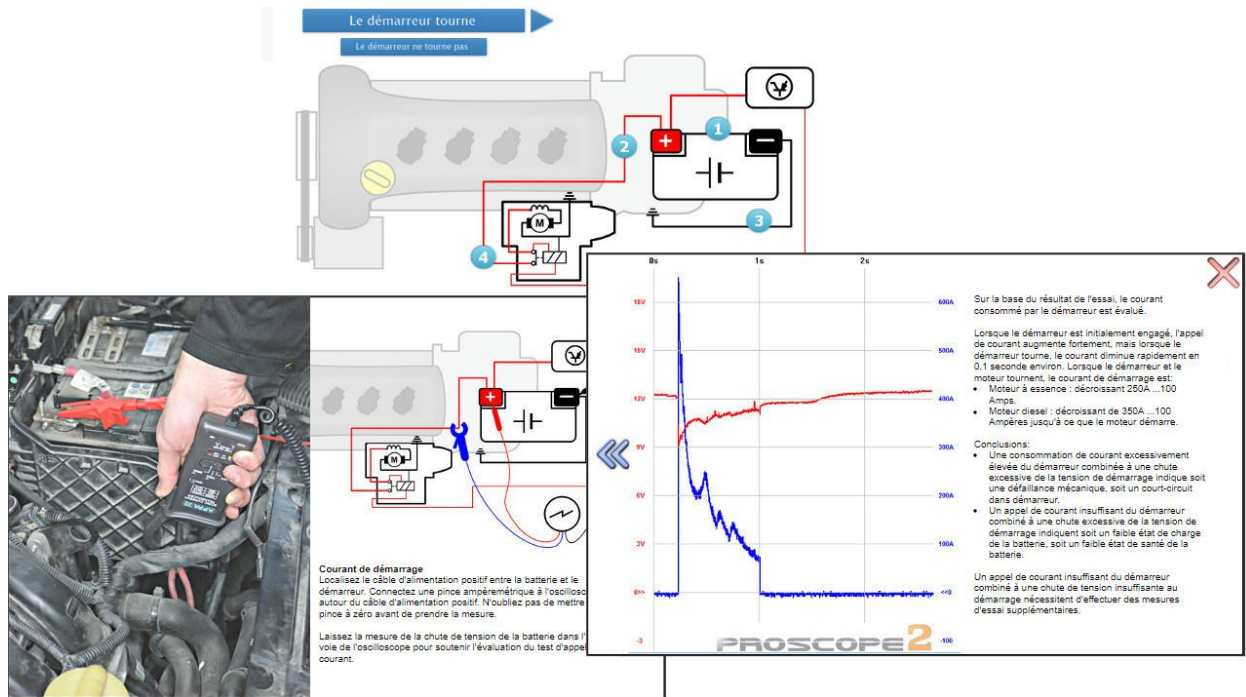 Le démarreur tourne
Le démarreur ne tourne pas
1
2
3
4
M
+
−
Courant de démarrage
Localisez le câble d'alimentation positif entre la batterie et le
démarreur. Connectez une pince ampèremétrique à l'oscillosc
autour du câble d'alimentation positif. N'oubliez pas de mettre
pince à zéro avant de prendre la mesure.
Laissez la mesure de la chute de tension de la batterie dans l'
voie de l'oscilloscope pour soutenir l'évaluation du test d'appel
courant.
M
+
−
0s 1s 2s
18V 600A
15V 500A
12V 400A
9V 300A
6V 200A
3V 100A
0>> <<0
-3 -100
PROSCOPE 2
Sur la base du résultat de l'essai, le courant
consommé par le démarreur est évalué.
Lorsque le démarreur est initialement engagé, l'appel
de courant augmente fortement, mais lorsque le
démarreur tourne, le courant diminue rapidement en
0,1 seconde environ. Lorsque le démarreur et le
moteur tournent, le courant de démarrage est:
• Moteur à essence : décroissant 250A ...100
Amps.
• Moteur diesel : décroissant de 350A ...100
Ampères jusqu'à ce que le moteur démarre.
Conclusions:
• Une consommation de courant excessivement
élevée du démarreur combinée à une chute
excessive de la tension de démarrage indique soit
une défaillance mécanique, soit un court-circuit
dans démarreur.
• Un appel de courant insuffisant du démarreur
combiné à une chute excessive de la tension de
démarrage indiquent soit un faible état de charge
de la batterie, soit un faible état de santé de la
batterie.
Un appel de courant insuffisant du démarreur
combiné à une chute de tension insuffisante au
démarrage nécessitent d'effectuer des mesures
d'essai supplémentaires.